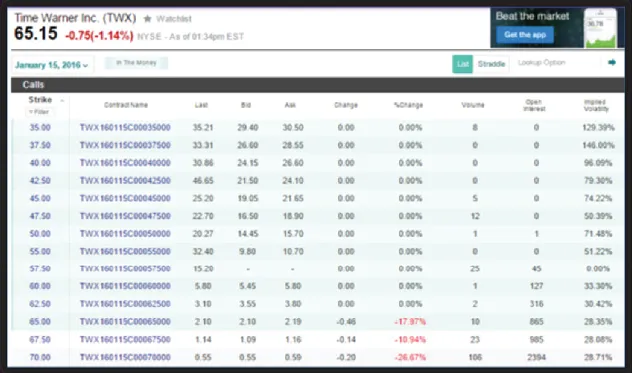 Time Warner Inc. (TWX) ★ Watchlist
65.15 -0.75(-1.14%) NYSE - As of 01:34pm EST
Beat the market
Get the app
January 15, 2016
In The Money
List Straddle Lookup Option
Calls
Strike Contract Name Last Bid Ask Change %Change Volume Open Interest Implied Volatility
Filter
35.00 TWX160115C00035000 35.21 29.40 30.50 0.00 0.00% 8 0 129.39%
37.50 TWX160115C00037500 33.31 26.60 28.55 0.00 0.00% 0 0 146.00%
40.00 TWX160115C00040000 30.86 24.15 26.60 0.00 0.00% 0 0 96.09%
42.50 TWX160115C00042500 46.65 21.50 24.10 0.00 0.00% 0 0 79.30%
45.00 TWX160115C00045000 25.20 19.05 21.65 0.00 0.00% 5 0 74.22%
47.50 TWX160115C00047500 22.70 16.50 18.90 0.00 0.00% 12 0 50.39%
50.00 TWX160115C00050000 20.27 14.45 15.70 0.00 0.00% 1 1 71.48%
55.00 TWX160115C00055000 32.40 9.80 10.70 0.00 0.00% 0 0 51.22%
57.50 TWX160115C00057500 15.20 - - 0.00 0.00% 25 45 0.00%
60.00 TWX160115C00060000 5.80 5.45 5.80 0.00 0.00% 1 127 33.30%
62.50 TWX160115C00062500 3.10 3.55 3.80 0.00 0.00% 2 316 30.42%
65.00 TWX160115C00065000 2.10 2.10 2.19 -0.46 -17.97% 10 865 28.35%
67.50 TWX160115C00067500 1.14 1.09 1.16 -0.14 -10.94% 23 985 28.08%
70.00 TWX160115C00070000 0.55 0.55 0.59 -0.20 -26.67% 106 2394 28.71%